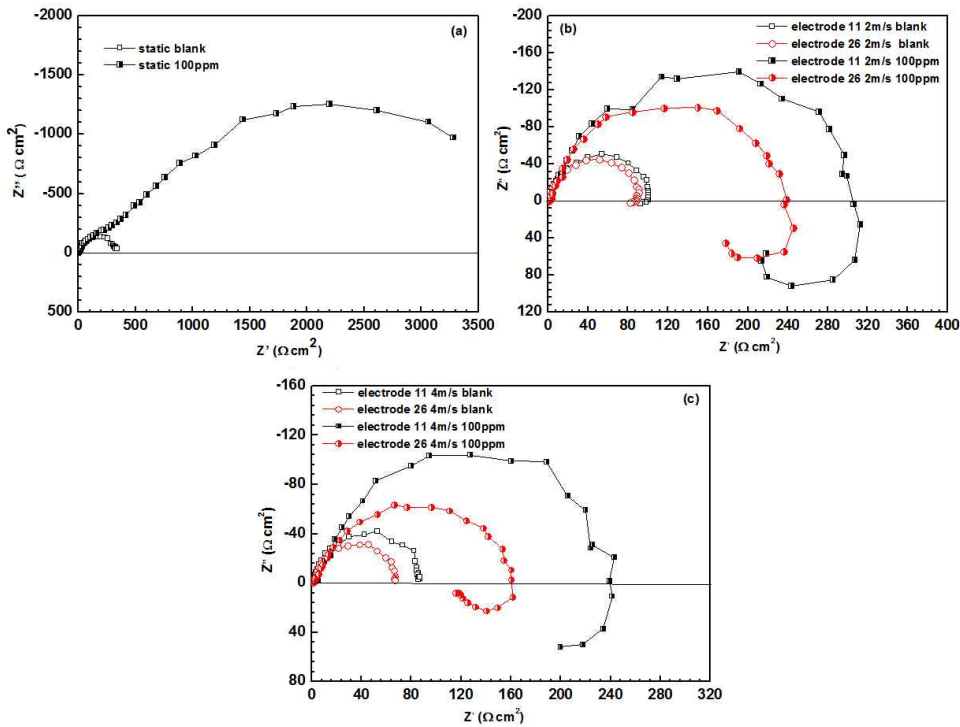 (a)
static blank
static 100ppm
-2000
-1500
-1000
-500
0
500
0 500 1000 1500 2000 2500 3000 3500
Z'' (Ω cm²)
Z' (Ω cm²)
(b)
electrode 11 2m/s blank
electrode 26 2m/s blank
electrode 11 2m/s 100ppm
electrode 26 2m/s 100ppm
-200
-160
-120
-80
-40
0
40
80
120
0 40 80 120 160 200 240 280 320 360 400
Z'' (Ω cm²)
Z' (Ω cm²)
(c)
electrode 11 4m/s blank
electrode 26 4m/s blank
electrode 11 4m/s 100ppm
electrode 26 4m/s 100ppm
-160
-120
-80
-40
0
40
80
0 40 80 120 160 200 240 280 320
Z'' (Ω cm²)
Z' (Ω cm²)